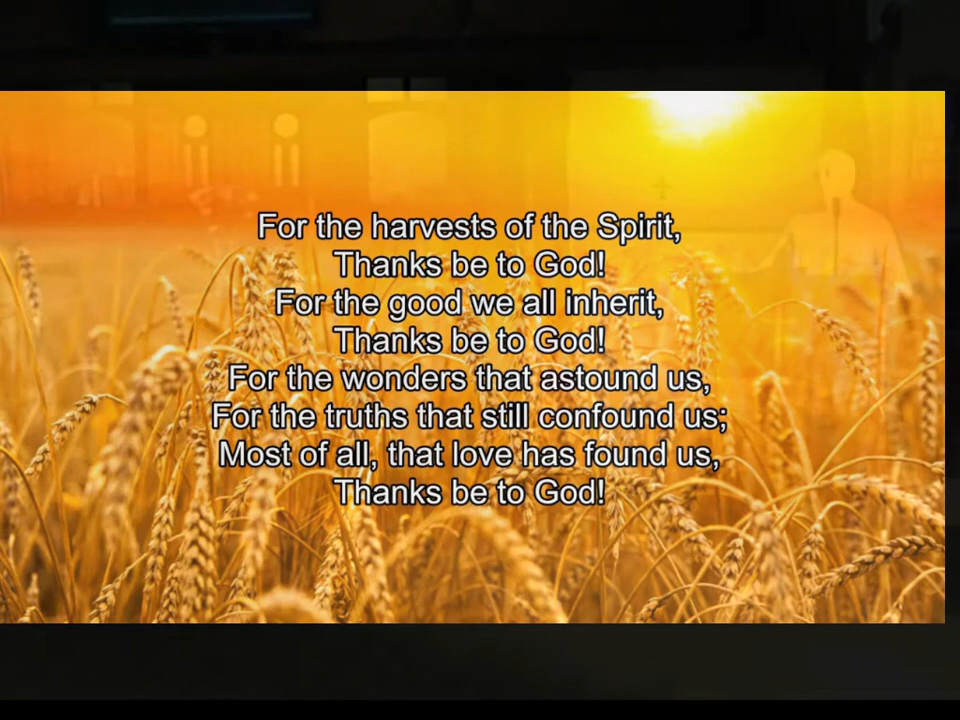 For the harvests of the Spirit,
Thanks be to God!
For the good we all inherit,
Thanks be to God!
For the wonders that astound us,
For the truths that still confound us;
Most of all, that love has found us,
Thanks be to God!